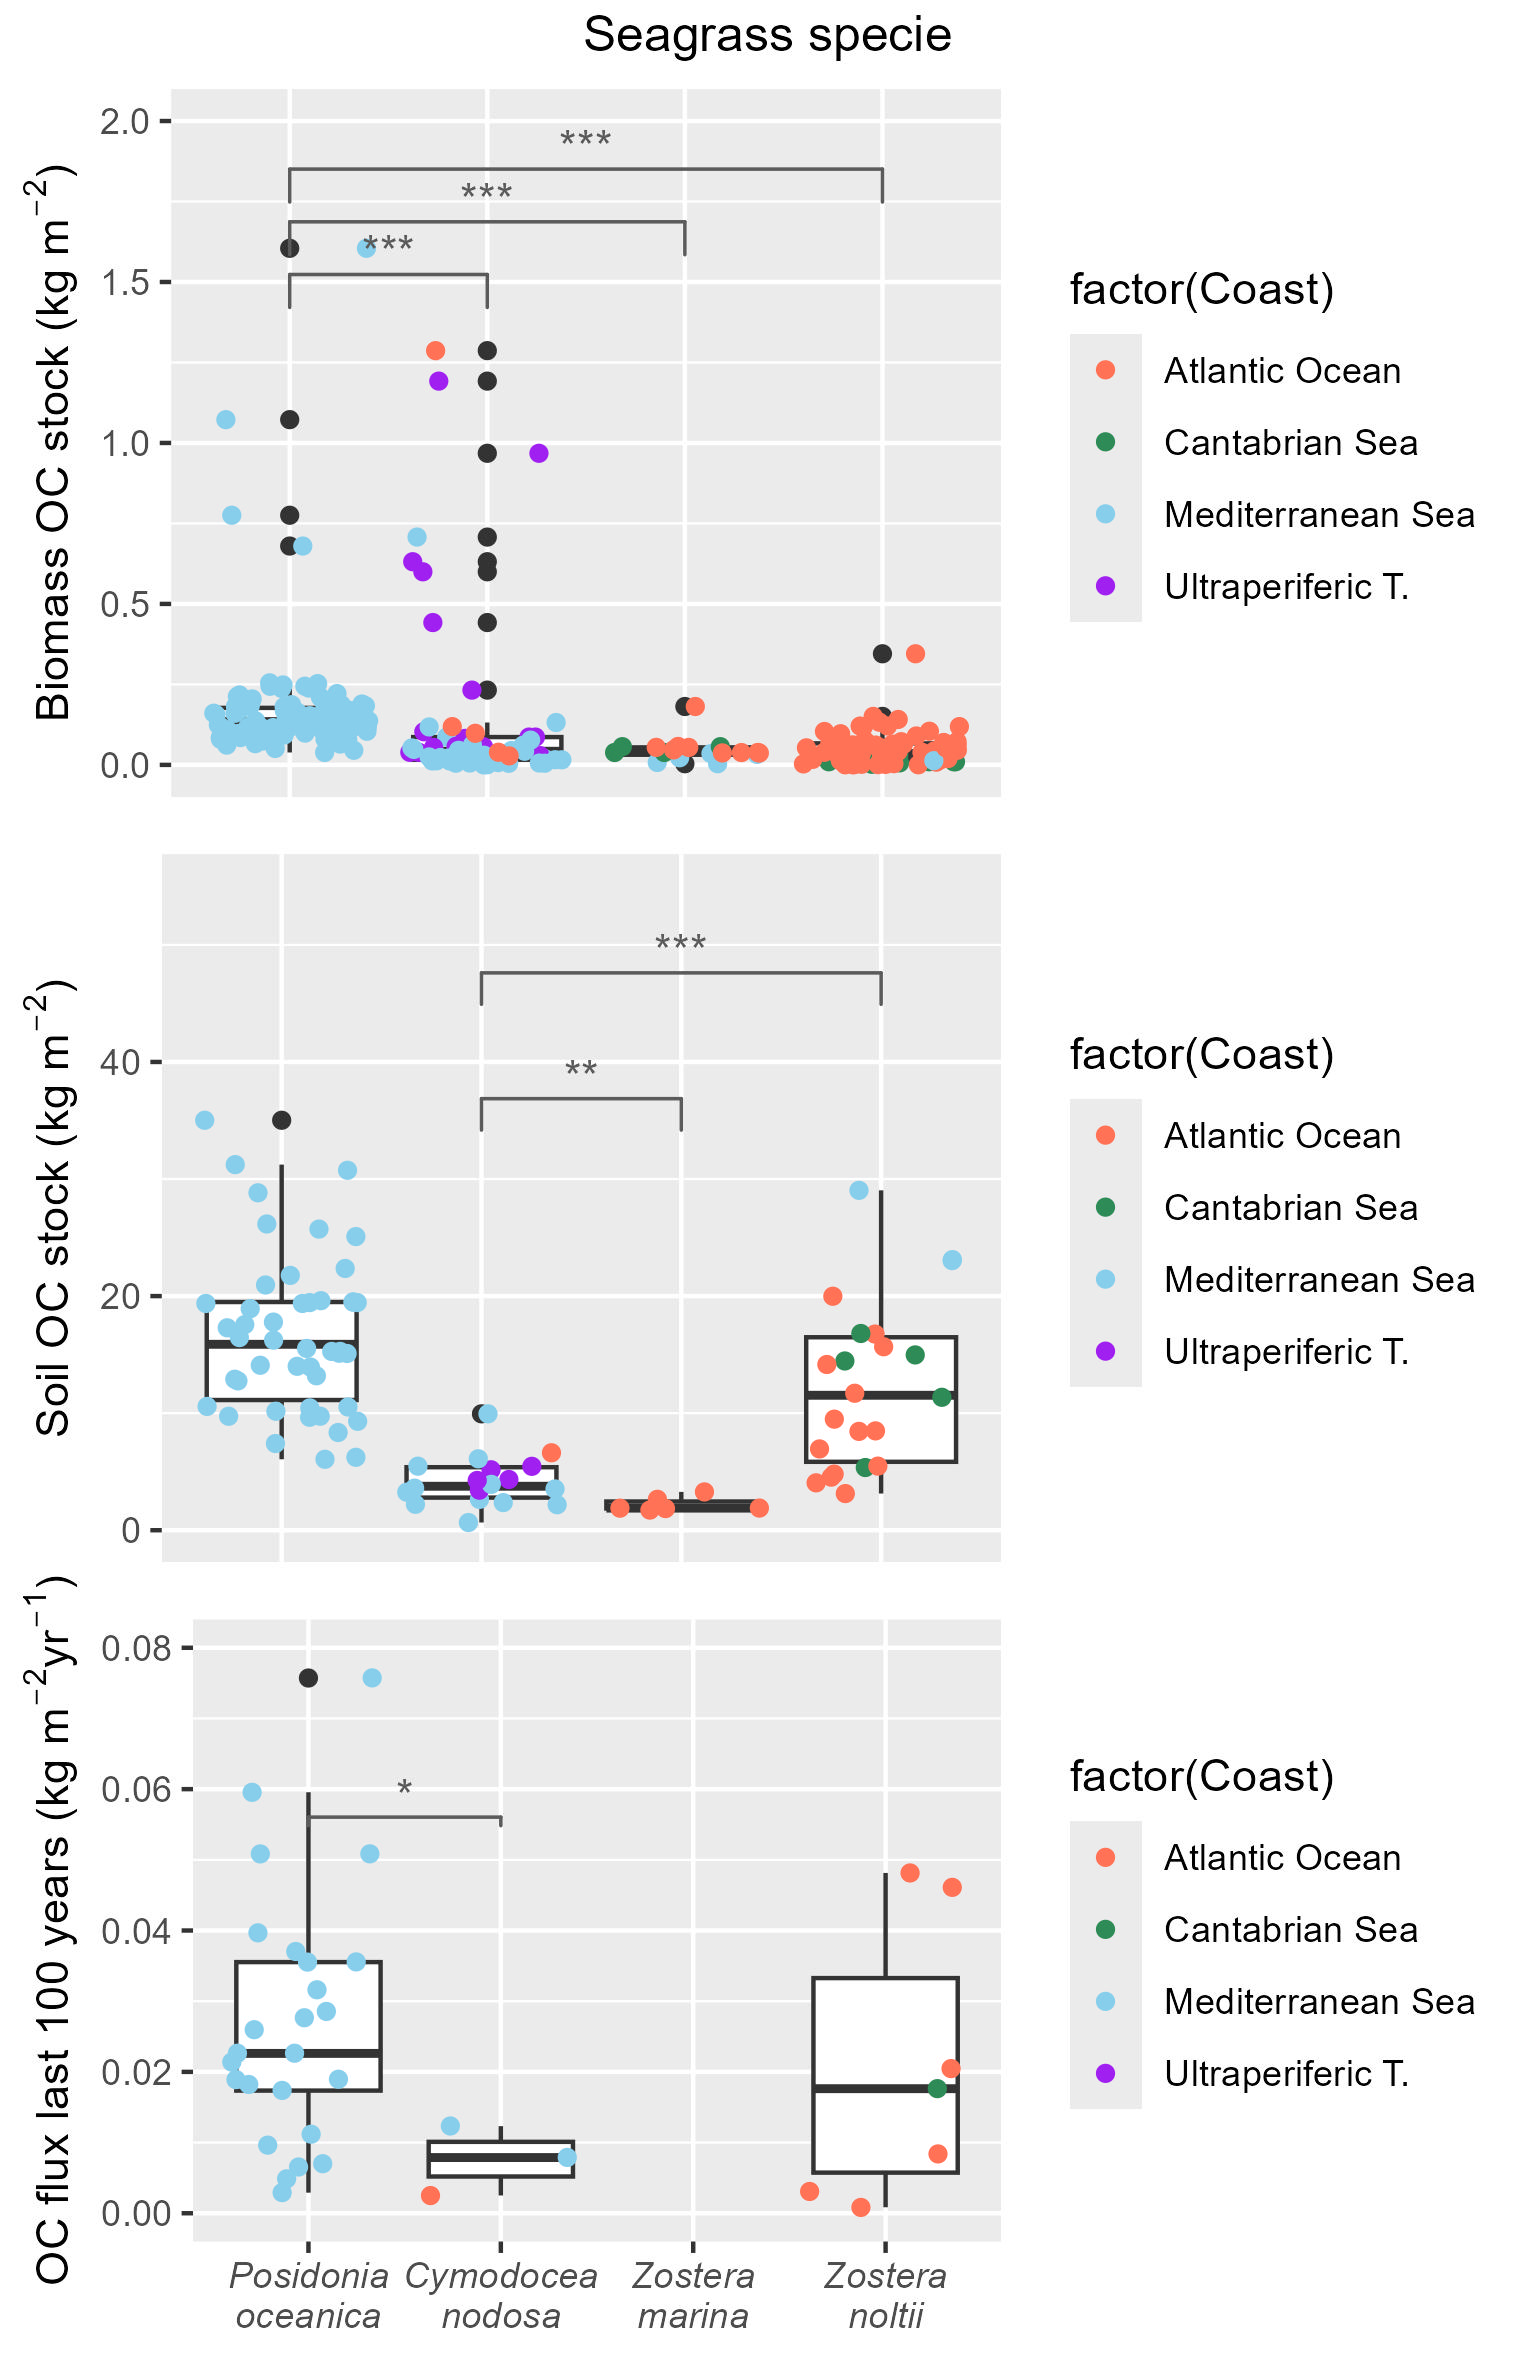 Seagrass specie
Biomass OC stock (kg m⁻²)
2.0
1.5
1.0
0.5
0.0
***
***
***
factor(Coast)
Atlantic Ocean
Cantabrian Sea
Mediterranean Sea
Ultraperiferic T.
Soil OC stock (kg m⁻²)
40
20
0
***
**
factor(Coast)
Atlantic Ocean
Cantabrian Sea
Mediterranean Sea
Ultraperiferic T.
OC flux last 100 years (kg m⁻²yr⁻¹)
0.08
0.06
0.04
0.02
0.00
*
factor(Coast)
Atlantic Ocean
Cantabrian Sea
Mediterranean Sea
Ultraperiferic T.
Posidonia
oceanica
Cymodocea
nodosa
Zostera
marina
Zostera
noltii